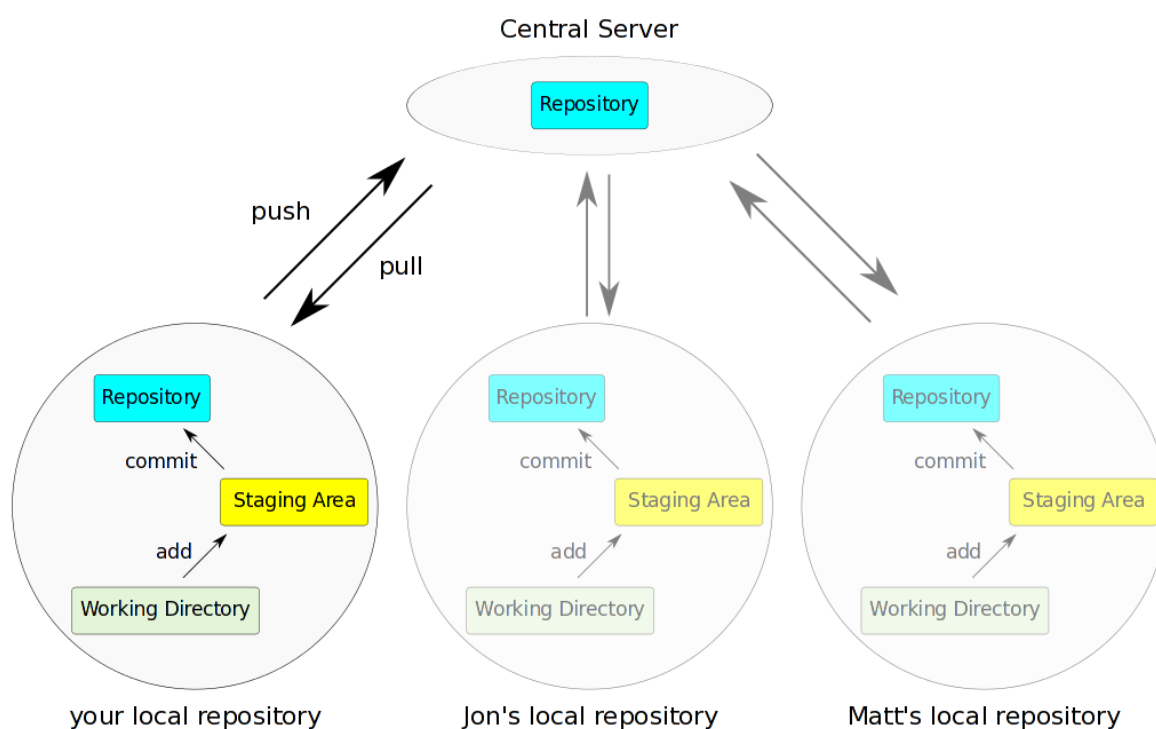 Central Server
Repository
push
pull
Repository
commit
Staging Area
add
Working Directory
your local repository
Repository
commit
Staging Area
add
Working Directory
Jon's local repository
Repository
commit
Staging Area
add
Working Directory
Matt's local repository